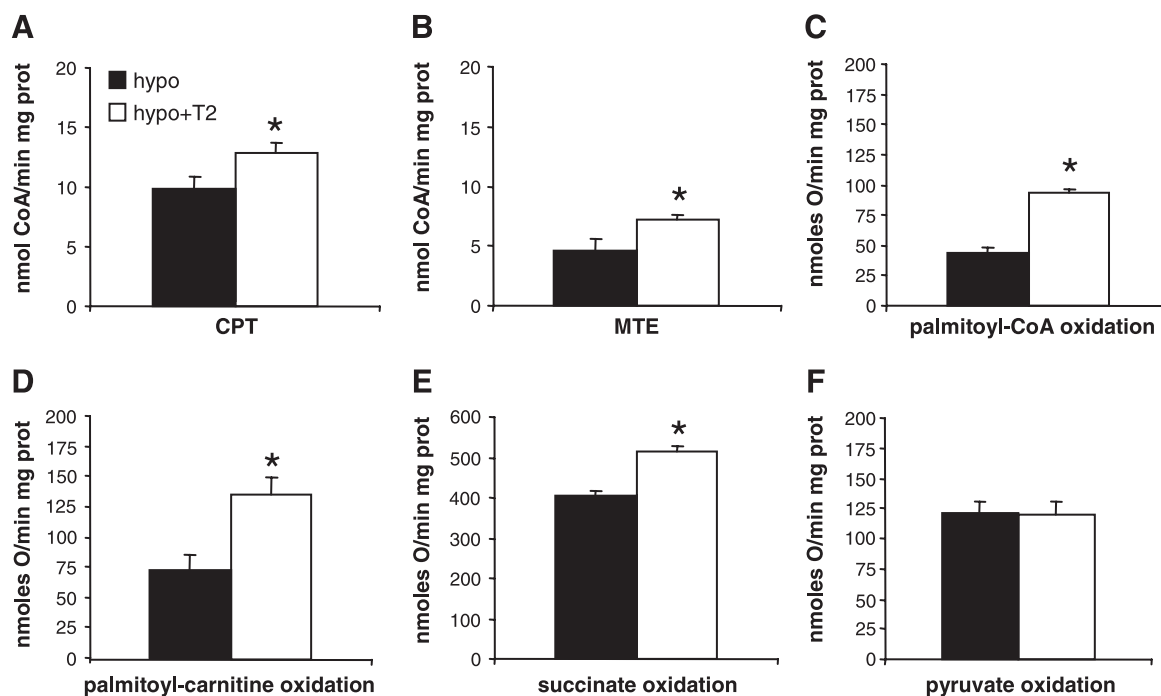 A
nmol CoA/min mg prot
20
15
10
5
0
hypo
hypo+T2
*
CPT
B
nmol CoA/min mg prot
20
15
10
5
0
*
MTE
C
nmoles O/min mg prot
200
175
150
125
100
75
50
25
0
*
palmitoyl-CoA oxidation
D
nmoles O/min mg prot
200
175
150
125
100
75
50
25
0
*
palmitoyl-carnitine oxidation
E
nmoles O/min mg prot
600
500
400
300
200
100
0
*
succinate oxidation
F
nmoles O/min mg prot
200
175
150
125
100
75
50
25
0
pyruvate oxidation